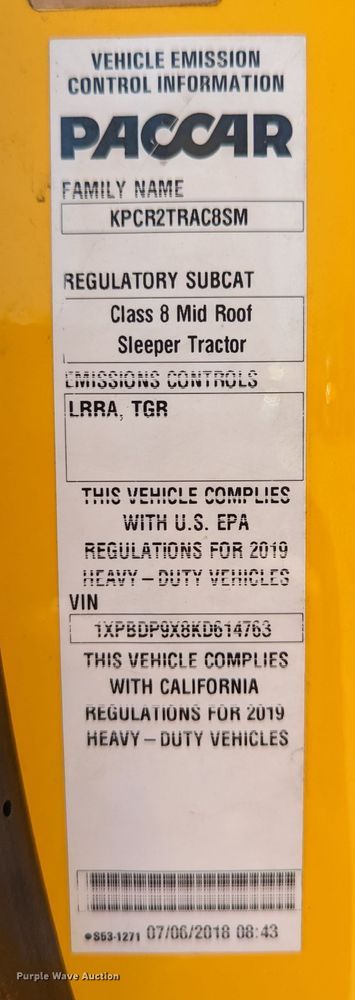 VEHICLE EMISSION
CONTROL INFORMATION
PACCAR
FAMILY NAME
KPCR2TRAC8SM
REGULATORY SUBCAT
Class 8 Mid Roof
Sleeper Tractor
EMISSIONS CONTROLS
LRRA, TGR
THIS VEHICLE COMPLIES
WITH U.S. EPA
REGULATIONS FOR 2019
HEAVY – DUTY VEHICLES
VIN
1XPBDP9X8KD614763
THIS VEHICLE COMPLIES
WITH CALIFORNIA
REGULATIONS FOR 2019
HEAVY – DUTY VEHICLES
•S53-1271 07/06/2018 08:43
Purple Wave Auction